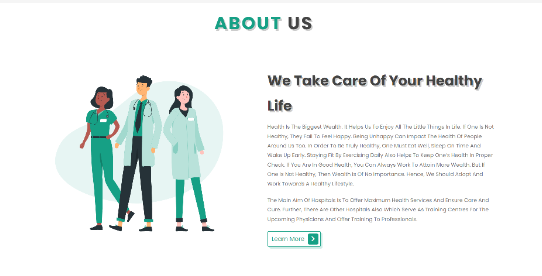 ABOUT US
We Take Care Of Your Healthy
Life
Health Is The Biggest Wealth. It Helps Us To Enjoy All The Little Things In Life. If One Is Not
Healthy, They Fail To Feel Happy. Being Unhappy Can Impact The Health Of People
Around Us Too. In Order To Be Truly Healthy, One Must Eat Well, Sleep On Time And
Wake Up Early. Staying Fit By Exercising Daily Also Helps To Keep One's Health In Proper
Check. If You Are In Good Health, You Can Always Work To Attain More Wealth. But If
One Is Not Healthy, Then Wealth Is Of No Importance. Hence, We Should Adopt And
Work Towards A Healthy Lifestyle.
The Main Aim Of Hospitals Is To Offer Maximum Health Services And Ensure Care And
Cure. Further, There Are Other Hospitals Also Which Serve As Training Centres For The
Upcoming Physicians And Offer Training To Professionals.
Learn More